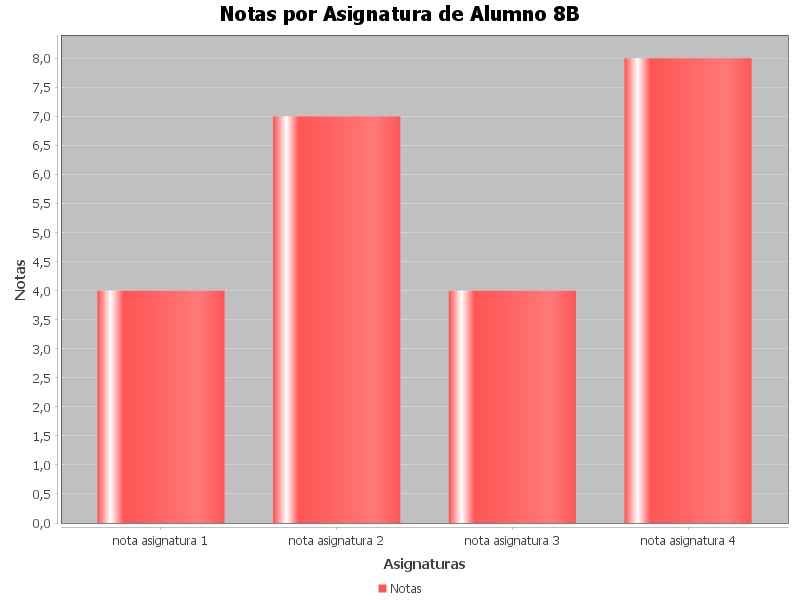 Notas por Asignatura de Alumno 8B
Notas
8,0
7,5
7,0
6,5
6,0
5,5
5,0
4,5
4,0
3,5
3,0
2,5
2,0
1,5
1,0
0,5
0,0
nota asignatura 1
nota asignatura 2
nota asignatura 3
nota asignatura 4
Asignaturas
Notas